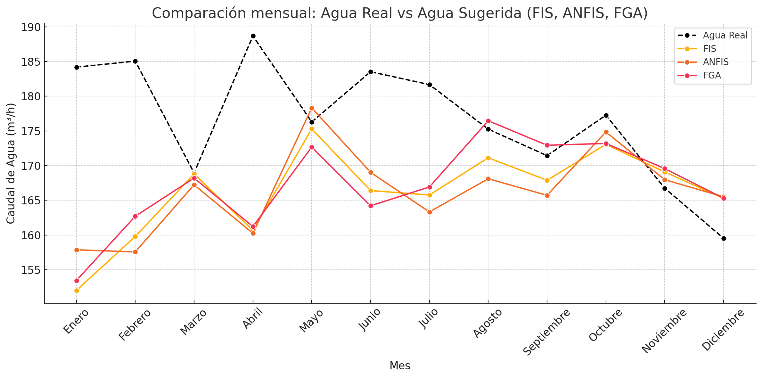 Comparación mensual: Agua Real vs Agua Sugerida (FIS, ANFIS, FGA)
Agua Real
FIS
ANFIS
FGA
Caudal de Agua (m³/h)
190
185
180
175
170
165
160
155
Enero
Febrero
Marzo
Abril
Mayo
Junio
Julio
Agosto
Septiembre
Octubre
Noviembre
Diciembre
Mes